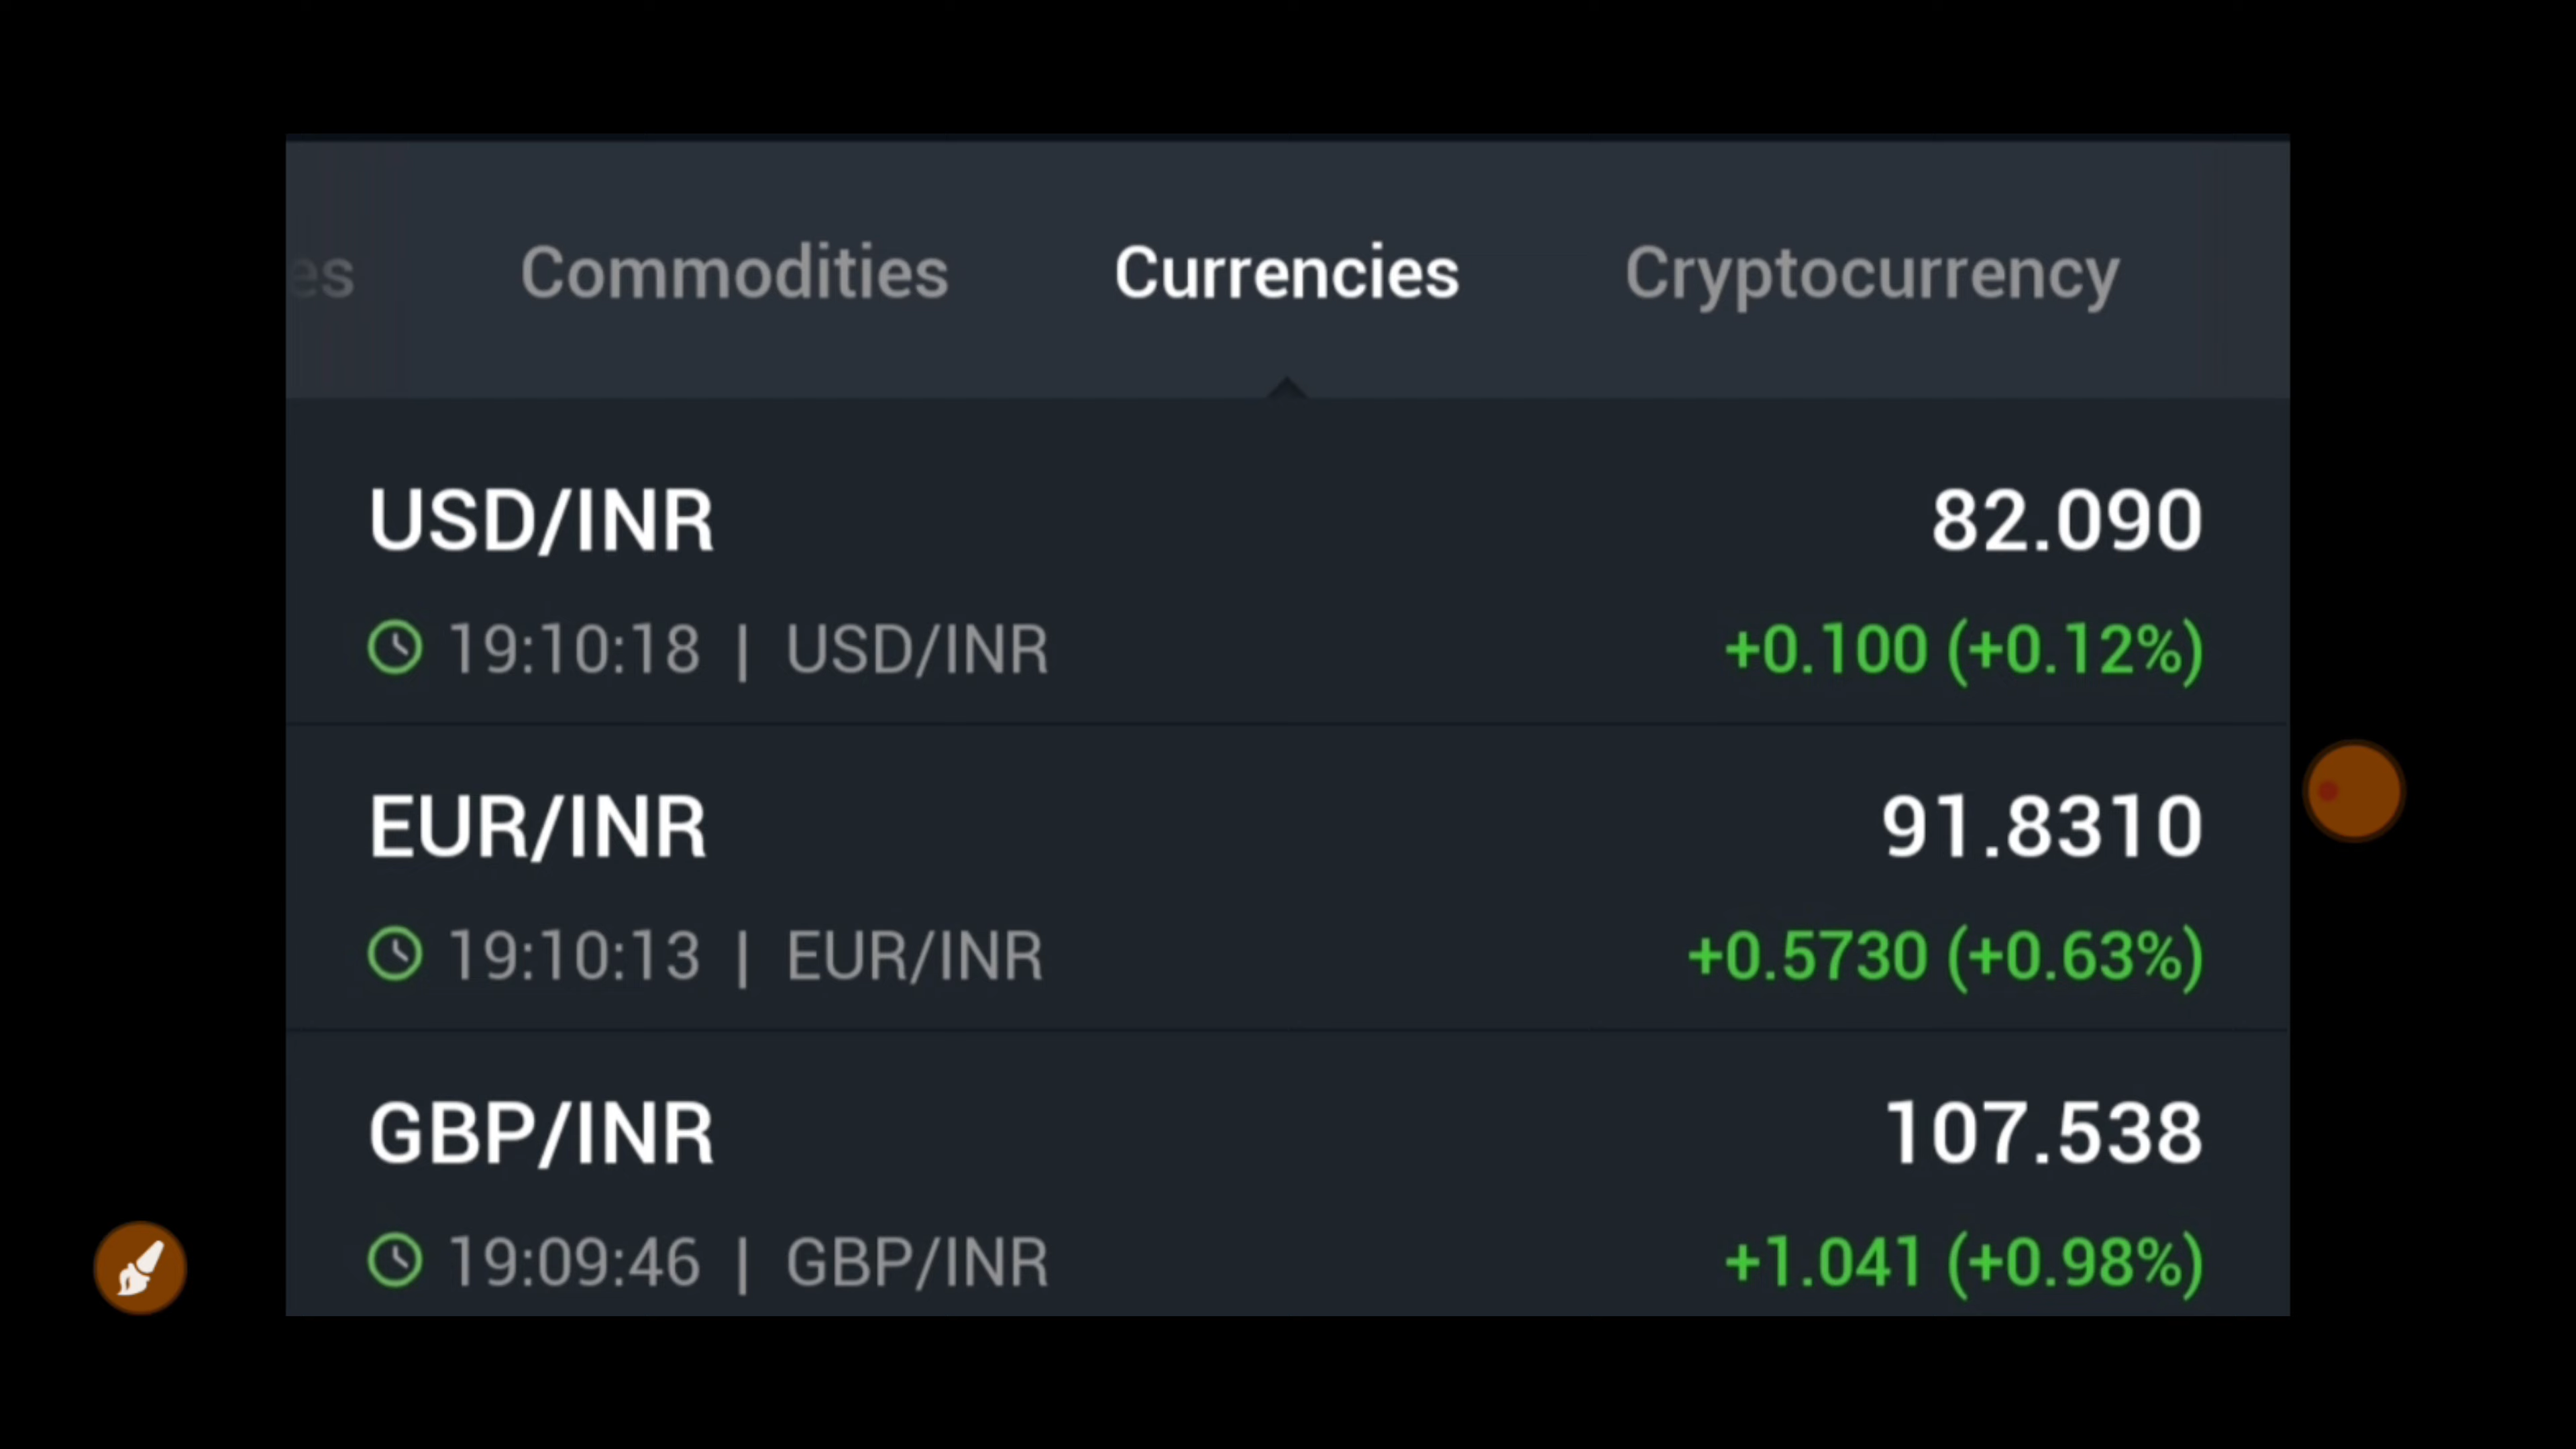 es Commodities Currencies Cryptocurrency
USD/INR 82.090
19:10:18 | USD/INR +0.100 (+0.12%)
EUR/INR 91.8310
19:10:13 | EUR/INR +0.5730 (+0.63%)
GBP/INR 107.538
19:09:46 | GBP/INR +1.041 (+0.98%)